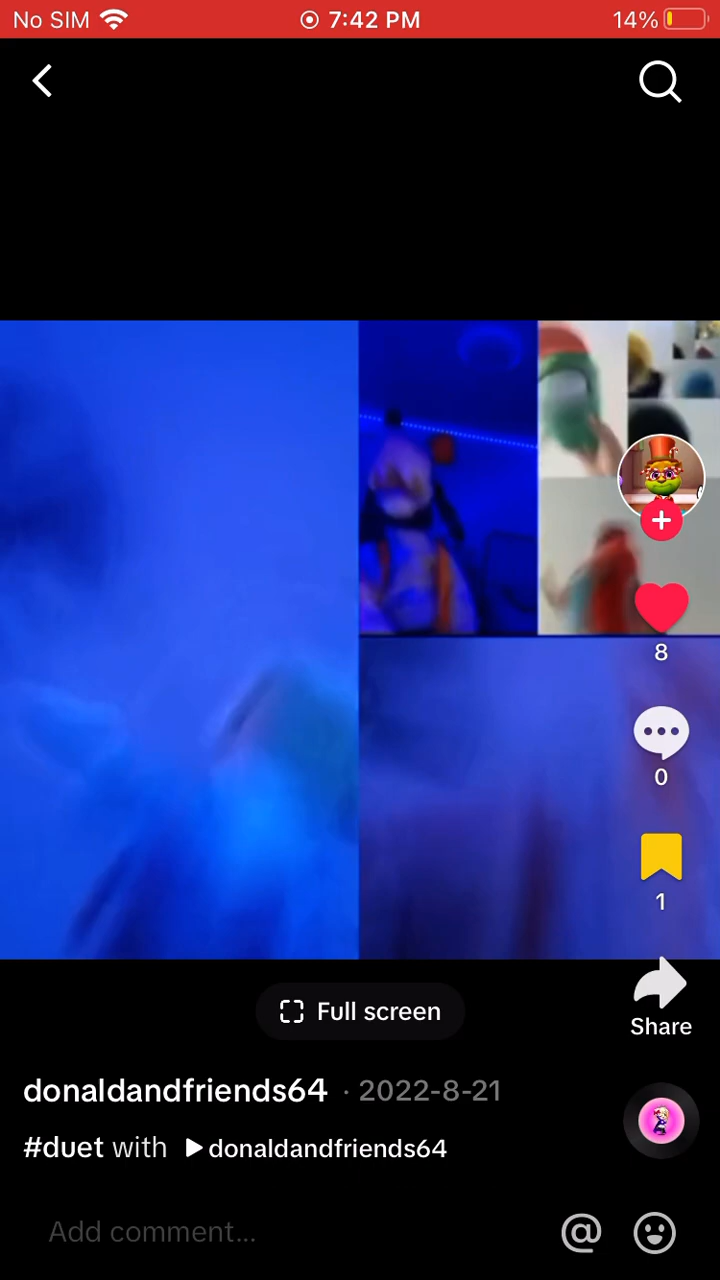 No SIM 7:42 PM 14%
8
0
1
Full screen
Share
donaldandfriends64 · 2022-8-21
#duet with donaldandfriends64
Add comment... @